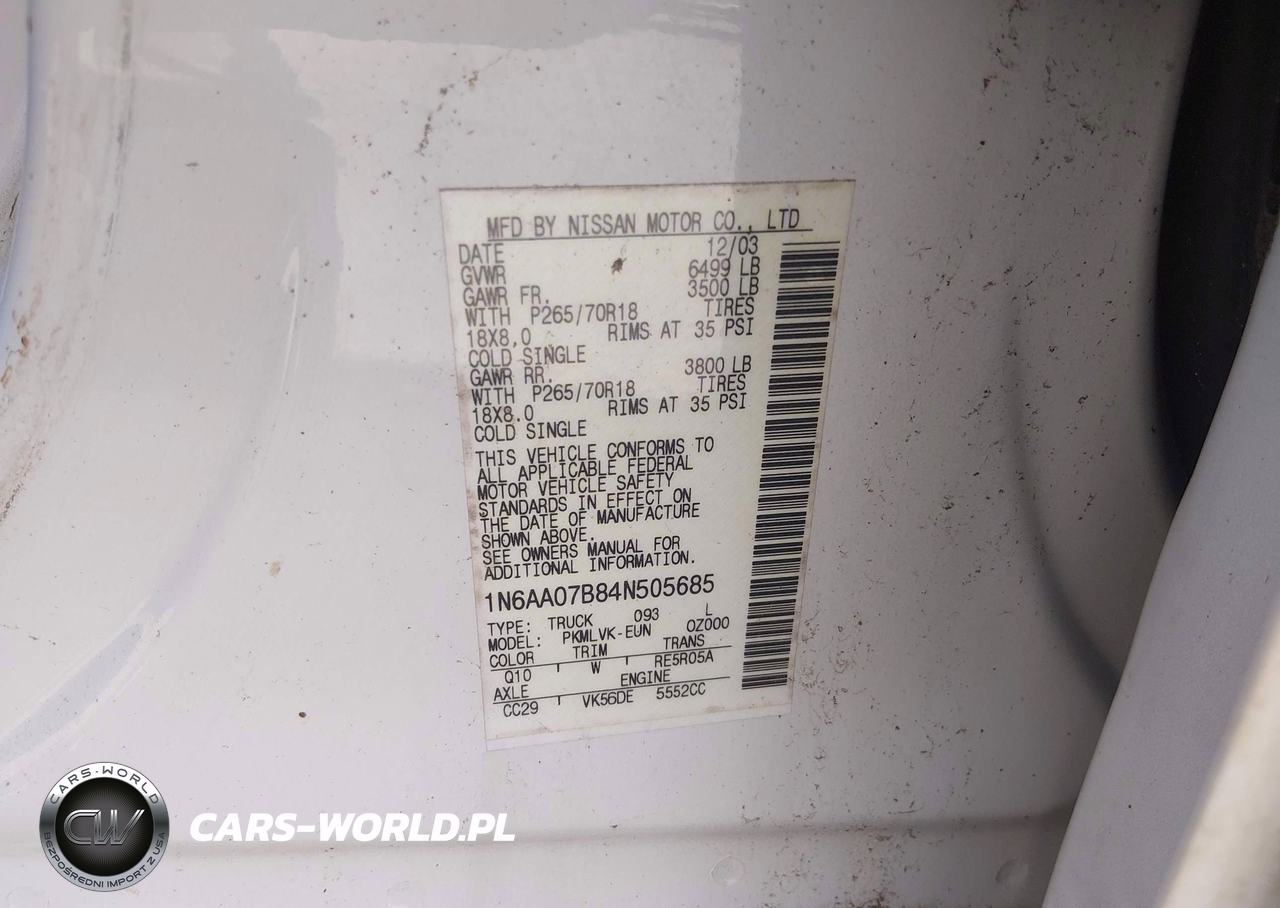 MFD BY NISSAN MOTOR CO., LTD
DATE 12/03
GVWR 6499 LB
GAWR FR. 3500 LB
WITH P265/70R18 TIRES
18X8.0 RIMS AT 35 PSI
COLD SINGLE
GAWR RR. 3800 LB
WITH P265/70R18 TIRES
18X8.0 RIMS AT 35 PSI
COLD SINGLE
THIS VEHICLE CONFORMS TO
ALL APPLICABLE FEDERAL
MOTOR VEHICLE SAFETY
STANDARDS IN EFFECT ON
THE DATE OF MANUFACTURE
SHOWN ABOVE.
SEE OWNERS MANUAL FOR
ADDITIONAL INFORMATION.
1N6AA07B84N505685
TYPE: TRUCK 093 L
MODEL: PKMLVK-EUN 0Z000
COLOR TRIM TRANS
Q10 W RE5R05A
AXLE ENGINE
CC29 VK56DE 5552CC
CARS-WORLD
CW
BEZPOŚREDNI IMPORT Z USA
CARS-WORLD.PL